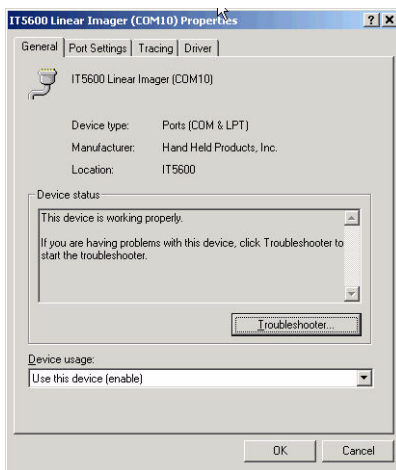 IT5600 Linear Imager (COM10) Properties
General Port Settings Tracing Driver
IT5600 Linear Imager (COM10)
Device type: Ports (COM & LPT)
Manufacturer: Hand Held Products, Inc.
Location: IT5600
Device status
This device is working properly.
If you are having problems with this device, click Troubleshooter to
start the troubleshooter.
Troubleshooter...
Device usage:
Use this device (enable)
OK Cancel